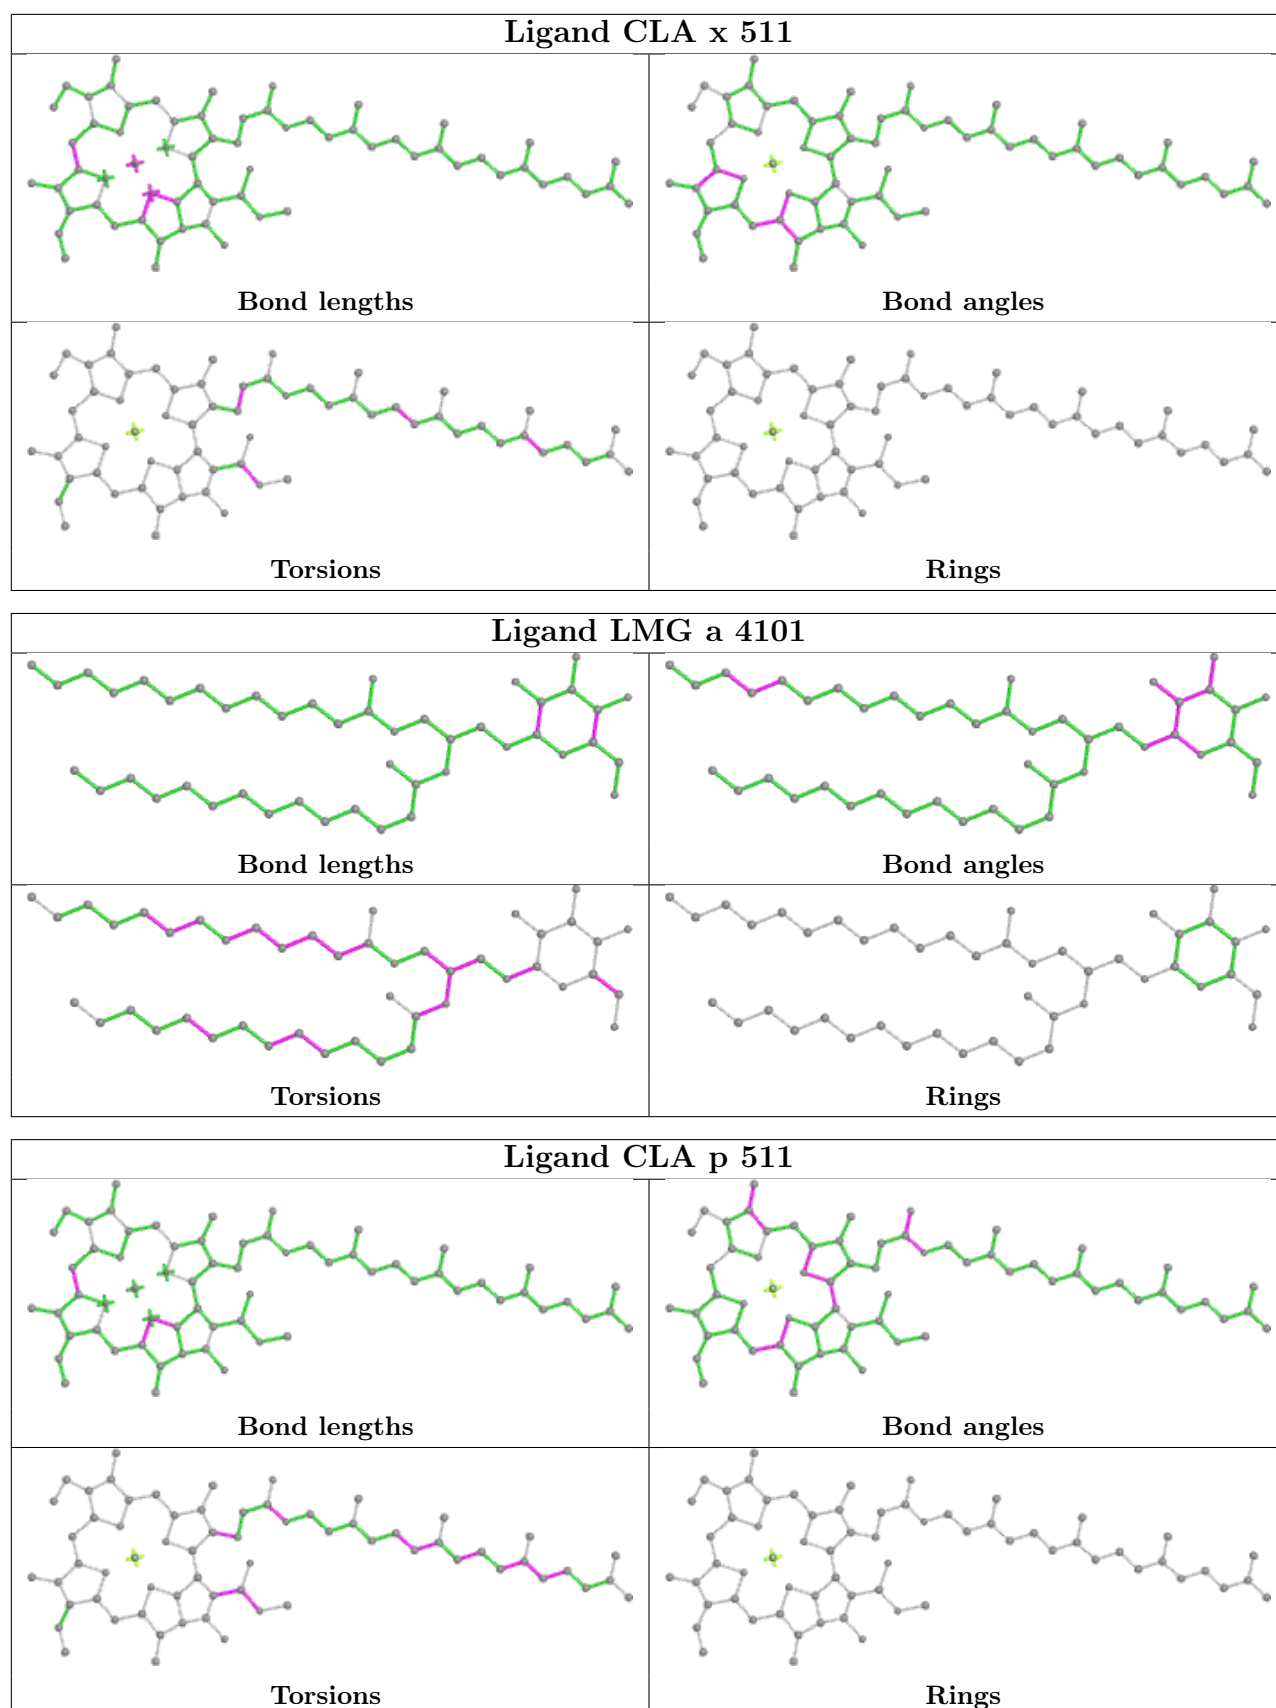 Ligand CLA x 511
Bond lengths
Bond angles
Torsions
Rings
Ligand LMG a 4101
Bond lengths
Bond angles
Torsions
Rings
Ligand CLA p 511
Bond lengths
Bond angles
Torsions
Rings